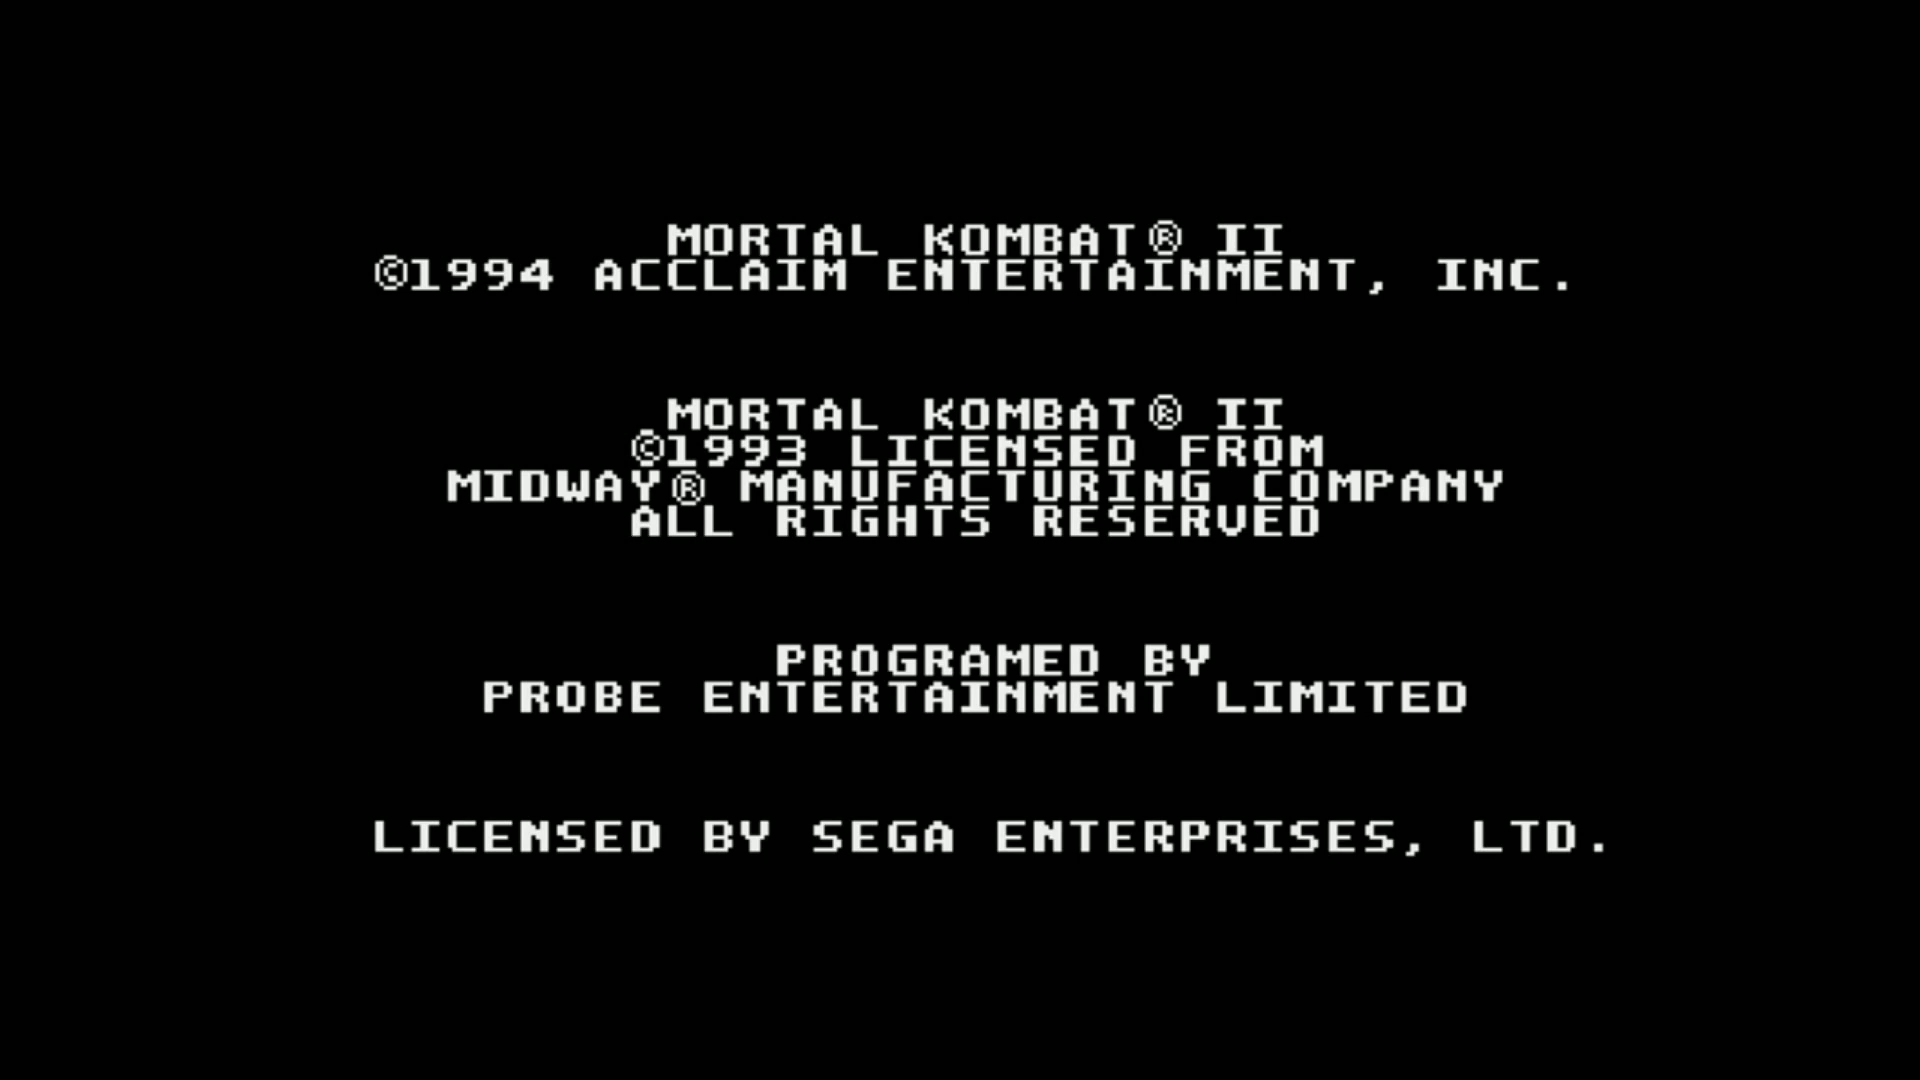 MORTAL KOMBAT® II
©1994 ACCLAIM ENTERTAINMENT, INC.
MORTAL KOMBAT® II
©1993 LICENSED FROM
MIDWAY® MANUFACTURING COMPANY
ALL RIGHTS RESERVED
PROGRAMED BY
PROBE ENTERTAINMENT LIMITED
LICENSED BY SEGA ENTERPRISES, LTD.